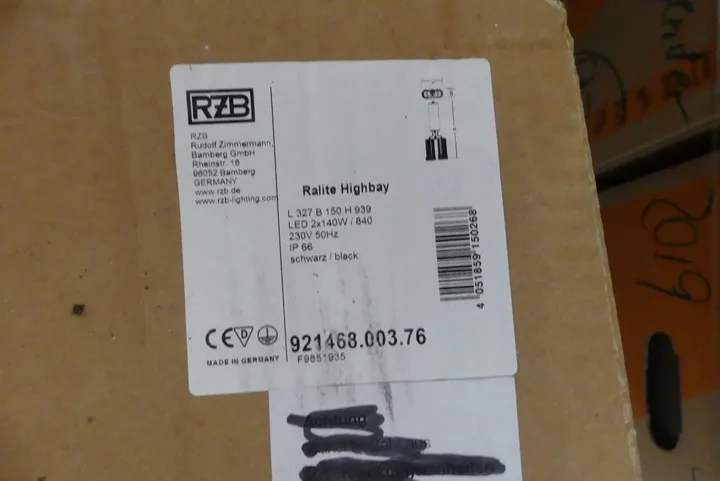 RZB
RZB
Rudolf Zimmermann,
Bamberg GmbH
Rheinstr. 16
96052 Bamberg
GERMANY
www.rzb.de
www.rzb-lighting.com
Ralite Highbay
L 327 B 150 H 939
LED 2x140W / 840
230V 50Hz
IP 66
schwarz / black
4 051859 150268
CE D
MADE IN GERMANY
921468.003.76
F9851935
Achtung
2019